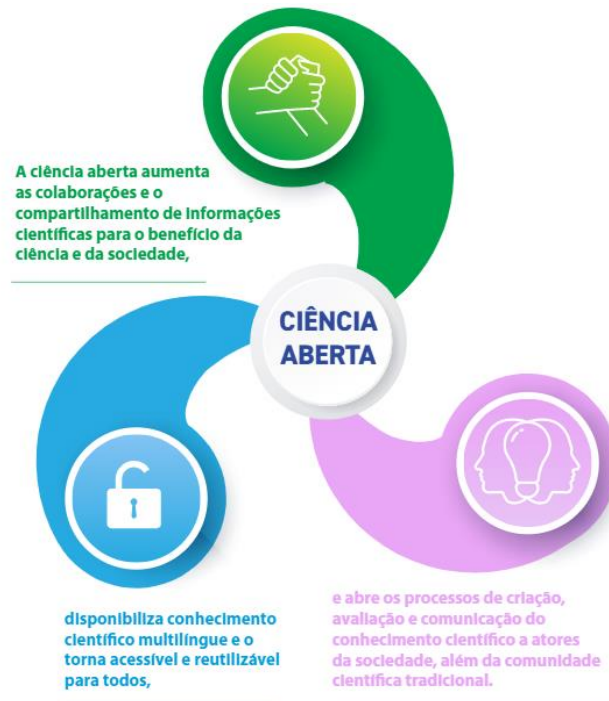 A ciência aberta aumenta
as colaborações e o
compartilhamento de informações
científicas para o benefício da
ciência e da sociedade,
CIÊNCIA
ABERTA
disponibiliza conhecimento
científico multilíngue e o
torna acessível e reutilizável
para todos,
e abre os processos de criação,
avaliação e comunicação do
conhecimento científico a atores
da sociedade, além da comunidade
científica tradicional.